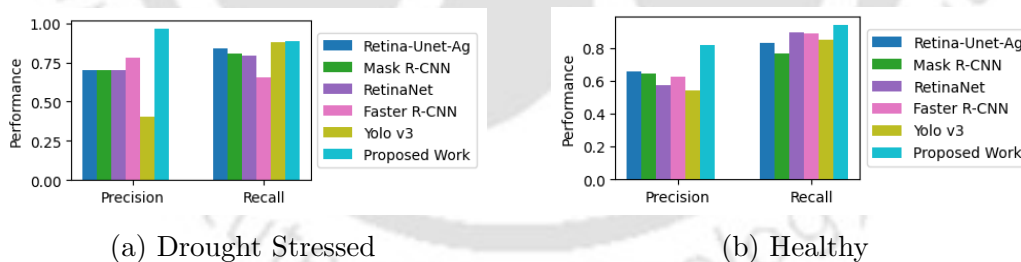 1.00
0.75
0.50
0.25
0.00
Performance
Precision
Recall
Retina-Unet-Ag
Mask R-CNN
RetinaNet
Faster R-CNN
Yolo v3
Proposed Work
(a) Drought Stressed
0.8
0.6
0.4
0.2
0.0
Performance
Precision
Recall
Retina-Unet-Ag
Mask R-CNN
RetinaNet
Faster R-CNN
Yolo v3
Proposed Work
(b) Healthy